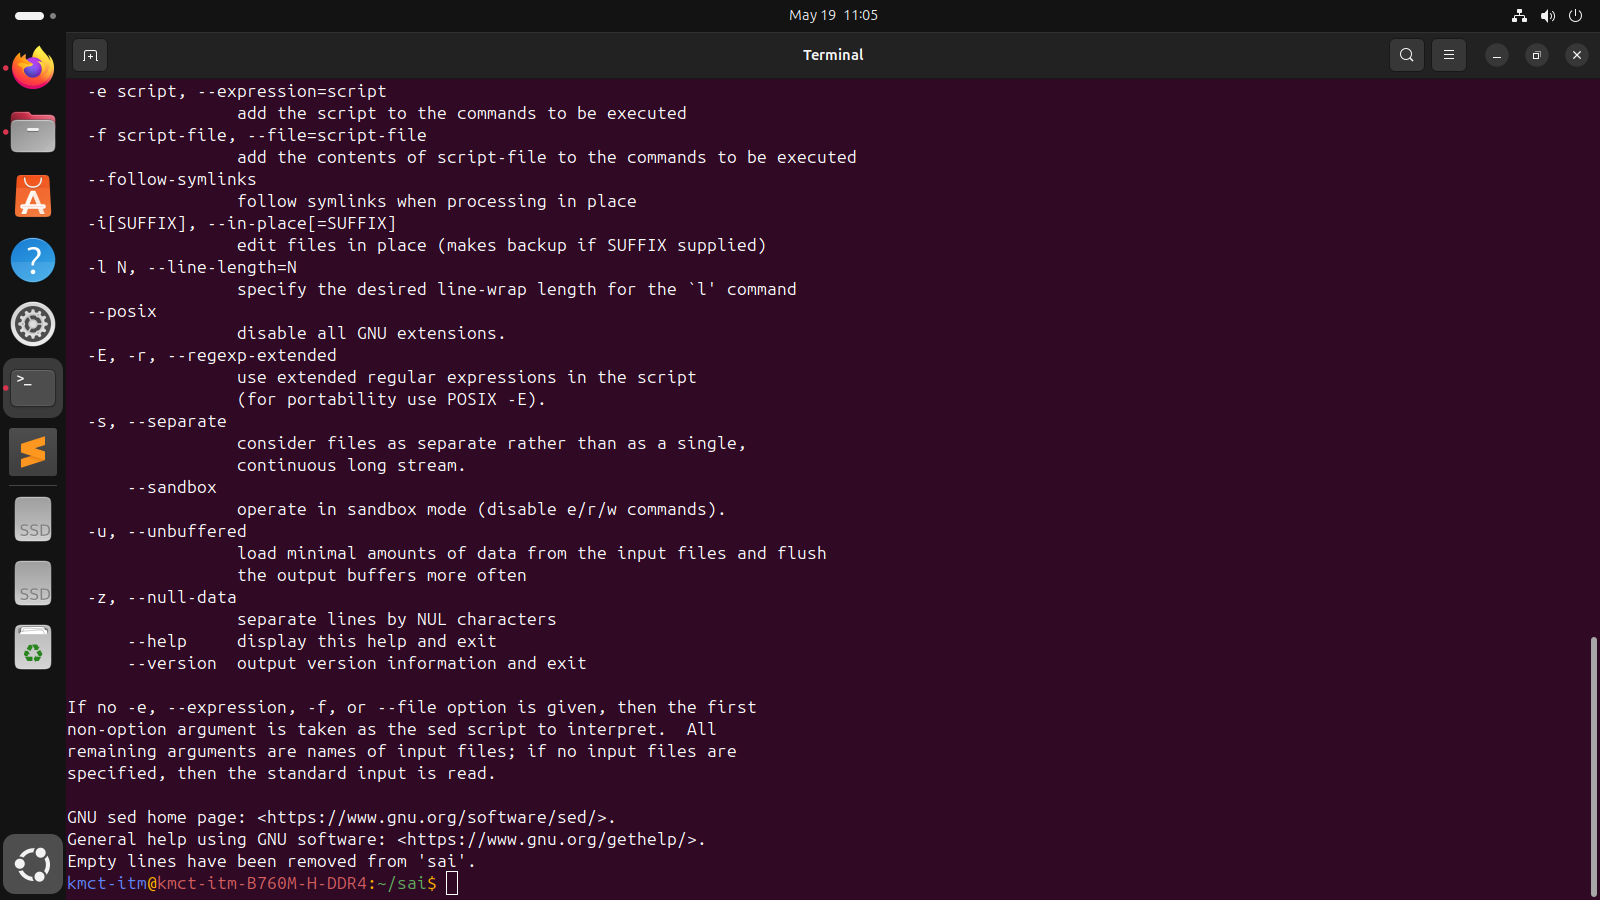 May 19 11:05
Terminal
-e script, --expression=script
add the script to the commands to be executed
-f script-file, --file=script-file
add the contents of script-file to the commands to be executed
--follow-symlinks
follow symlinks when processing in place
-i[SUFFIX], --in-place[=SUFFIX]
edit files in place (makes backup if SUFFIX supplied)
-l N, --line-length=N
specify the desired line-wrap length for the `l' command
--posix
disable all GNU extensions.
-E, -r, --regexp-extended
use extended regular expressions in the script
(for portability use POSIX -E).
-s, --separate
consider files as separate rather than as a single,
continuous long stream.
--sandbox
operate in sandbox mode (disable e/r/w commands).
-u, --unbuffered
load minimal amounts of data from the input files and flush
the output buffers more often
-z, --null-data
separate lines by NUL characters
--help     display this help and exit
--version  output version information and exit
If no -e, --expression, -f, or --file option is given, then the first
non-option argument is taken as the sed script to interpret.  All
remaining arguments are names of input files; if no input files are
specified, then the standard input is read.
GNU sed home page: <https://www.gnu.org/software/sed/>.
General help using GNU software: <https://www.gnu.org/gethelp/>.
Empty lines have been removed from 'sai'.
kmct-itm@kmct-itm-B760M-H-DDR4:~/sai$
SSD
SSD